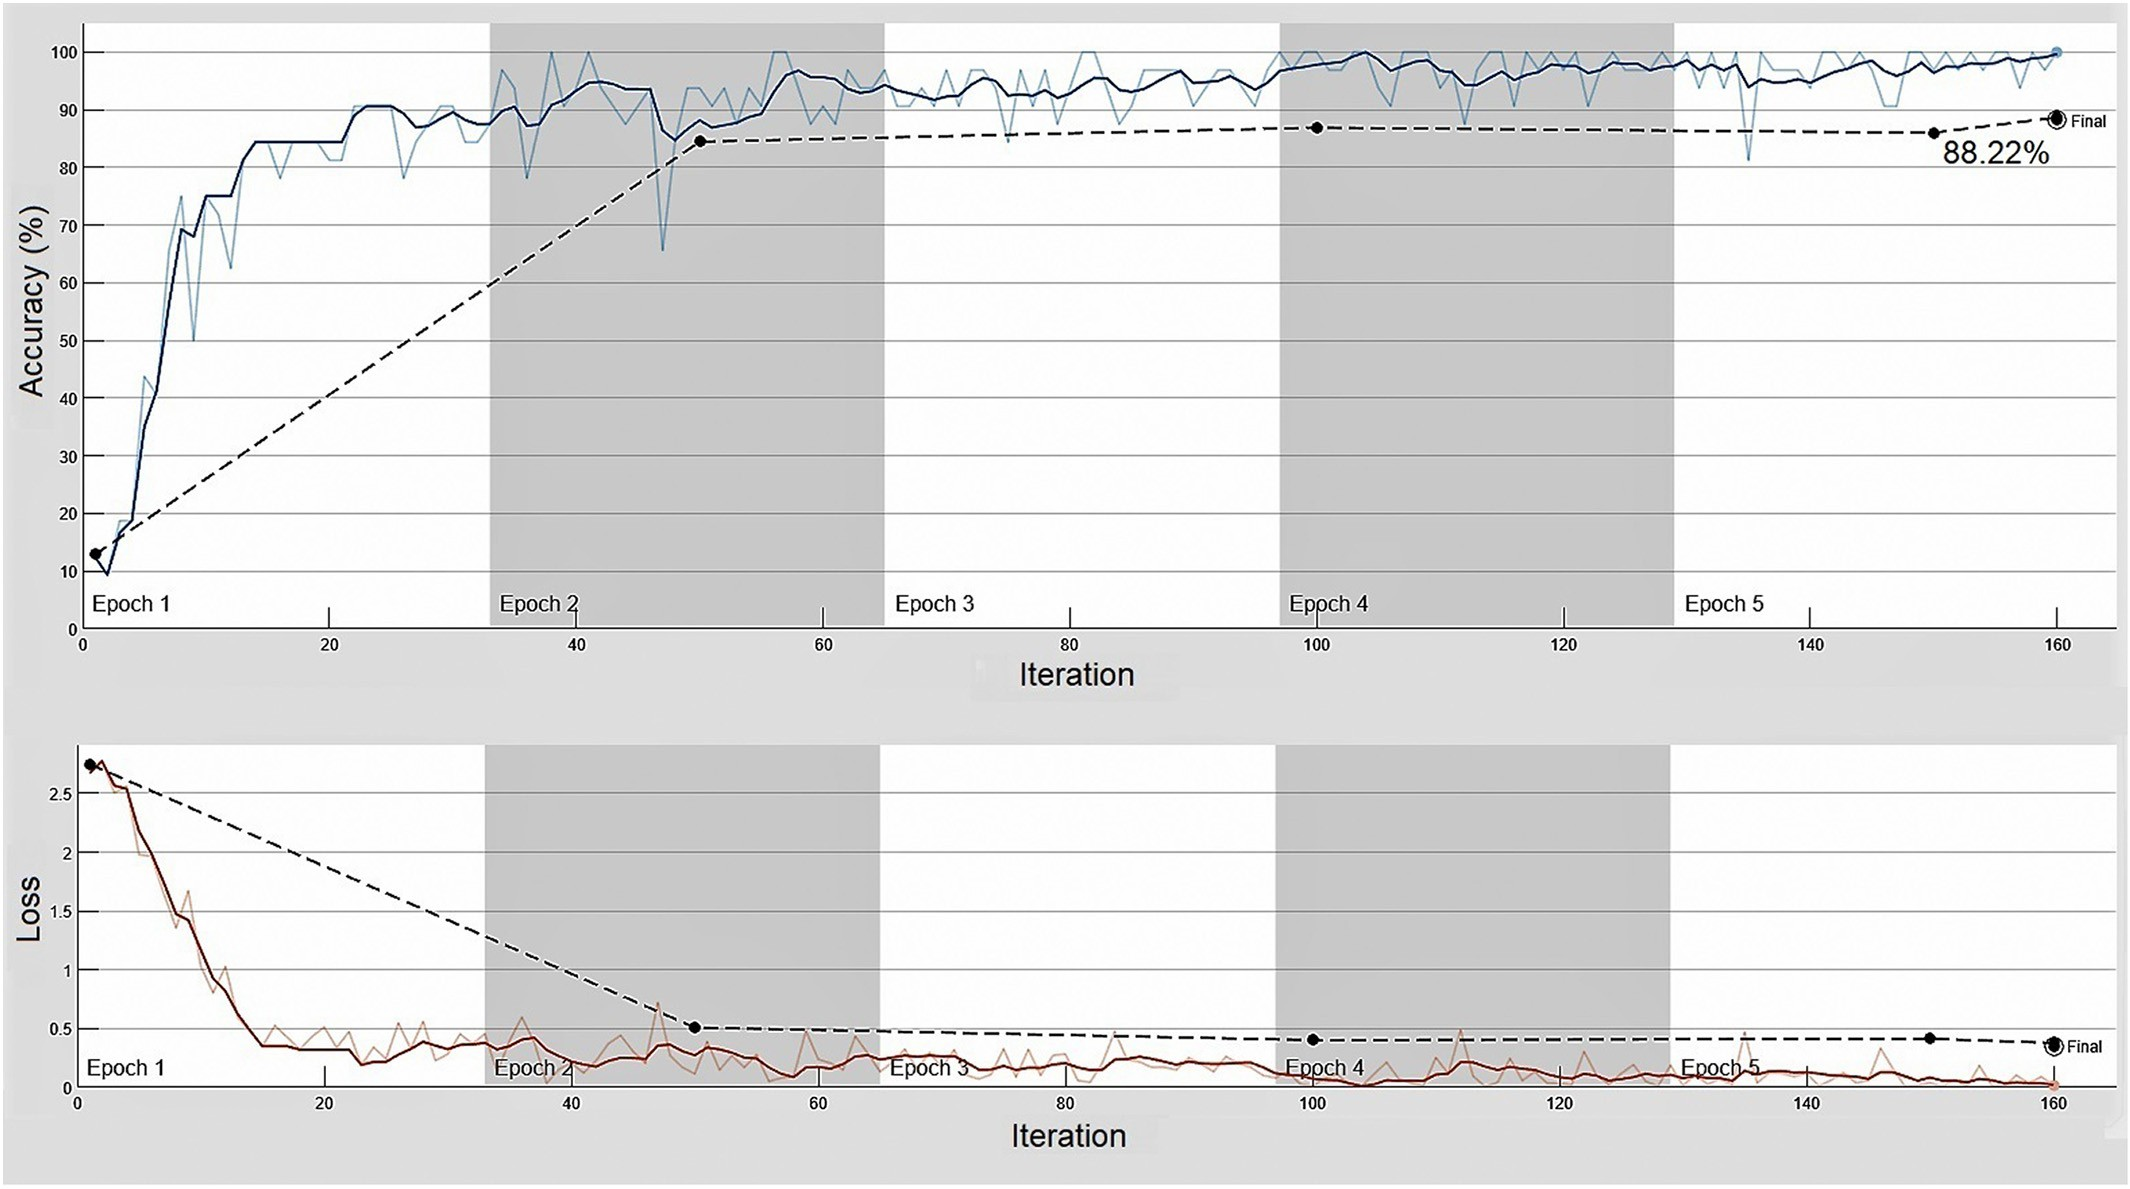 100
90
80
70
60
50
40
30
20
10
0
Accuracy (%)
Final
88.22%
Epoch 1
Epoch 2
Epoch 3
Epoch 4
Epoch 5
0 20 40 60 80 100 120 140 160
Iteration
2.5
2
1.5
1
0.5
0
Loss
Final
Epoch 1
Epoch 2
Epoch 3
Epoch 4
Epoch 5
0 20 40 60 80 100 120 140 160
Iteration